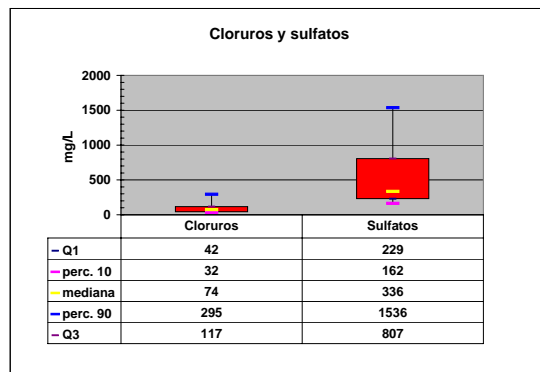 Cloruros y sulfatos
2000
1500
1000
500
0
mg/L
Cloruros Sulfatos
Q1 42 229
perc. 10 32 162
mediana 74 336
perc. 90 295 1536
Q3 117 807